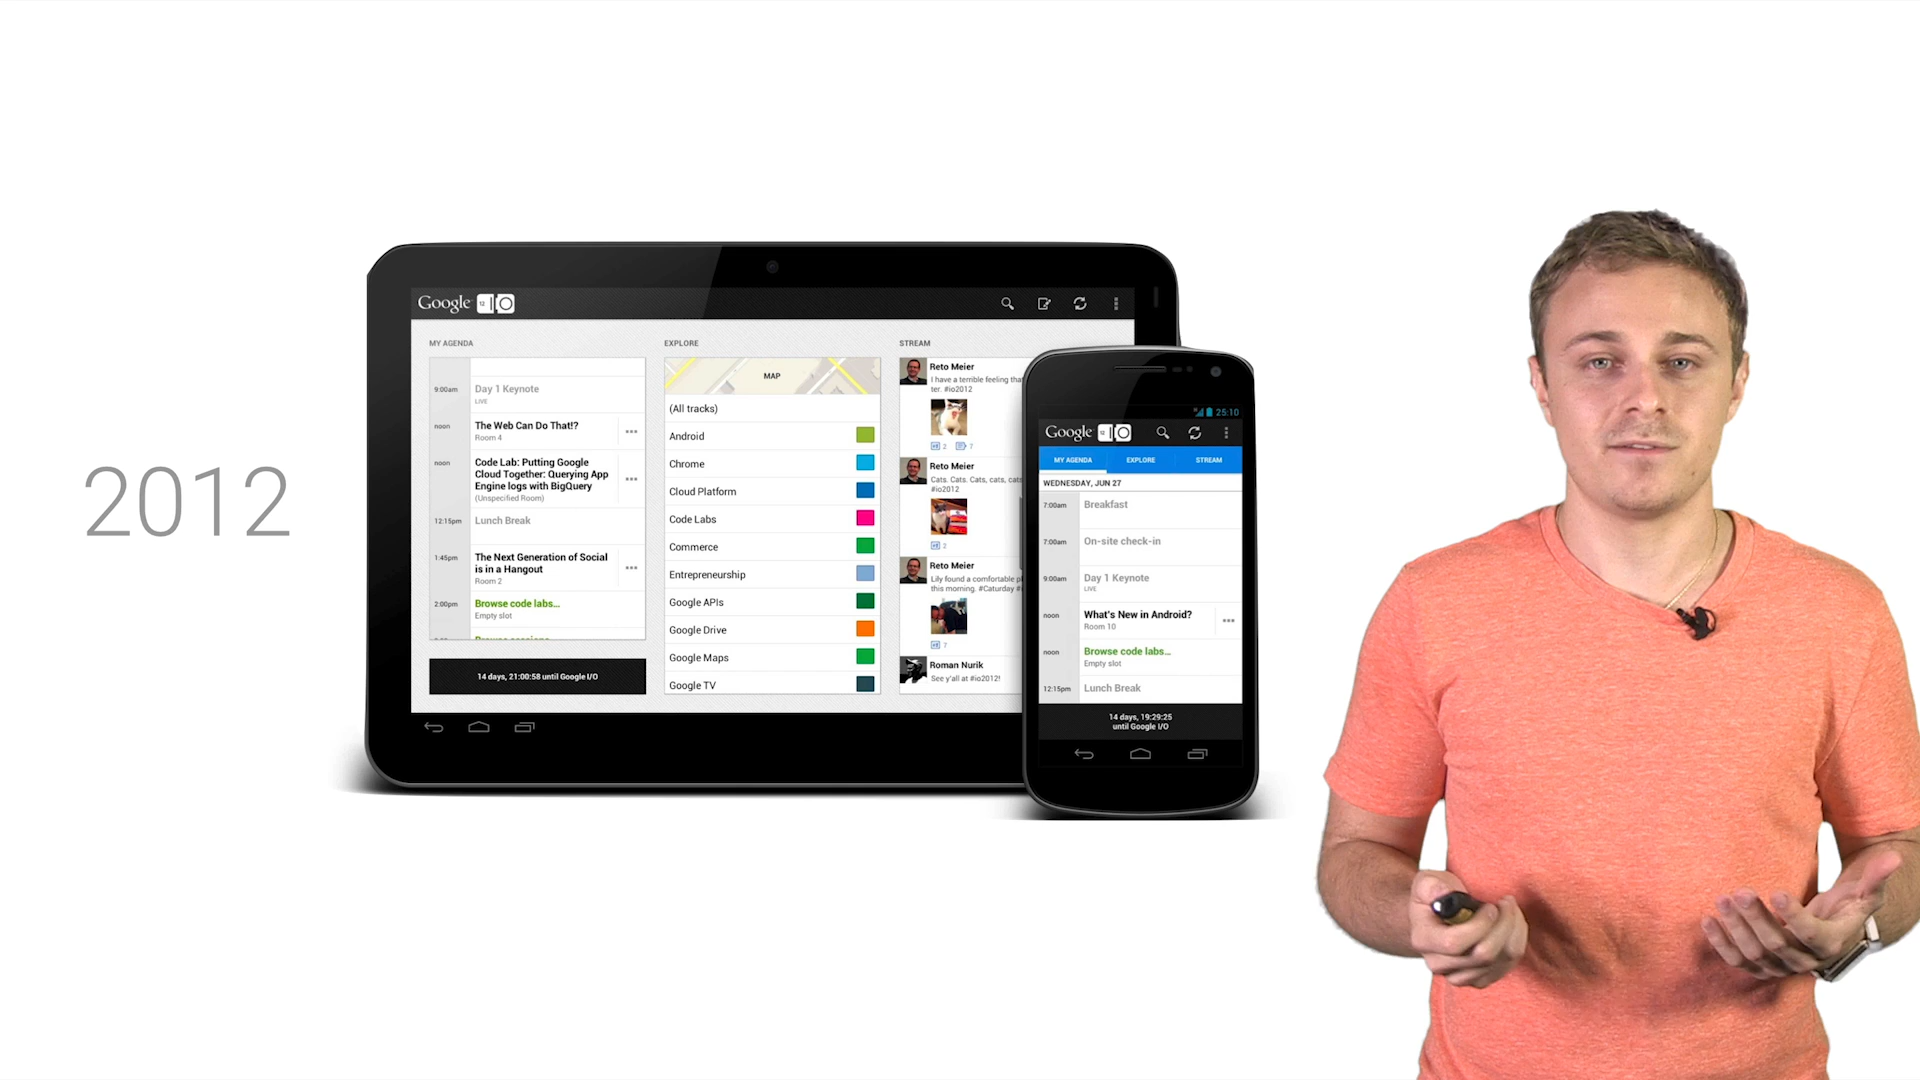 2012
Google 12 I/O
MY AGENDA
9:00am
Day 1 Keynote
LIVE
noon
The Web Can Do That!?
Room 4
noon
Code Lab: Putting Google
Cloud Together: Querying App
Engine logs with BigQuery
(Unspecified Room)
12:15pm
Lunch Break
1:45pm
The Next Generation of Social
is in a Hangout
Room 2
2:00pm
Browse code labs...
Empty slot
14 days, 21:00:58 until Google I/O
EXPLORE
MAP
(All tracks)
Android
Chrome
Cloud Platform
Code Labs
Commerce
Entrepreneurship
Google APIs
Google Drive
Google Maps
Google TV
STREAM
Reto Meier
I have a terrible feeling tha
ter. #io2012
2 7
Reto Meier
Cats. Cats. Cats, cats, cats
#io2012
2
Reto Meier
Lily found a comfortable pl
this morning. #Caturday #i
7
Roman Nurik
See y'all at #io2012!
25:10
Google 12 I/O
MY AGENDA EXPLORE STREAM
WEDNESDAY, JUN 27
7:00am
Breakfast
7:00am
On-site check-in
9:00am
Day 1 Keynote
LIVE
noon
What's New in Android?
Room 10
noon
Browse code labs...
Empty slot
12:15pm
Lunch Break
14 days, 19:29:25
until Google I/O